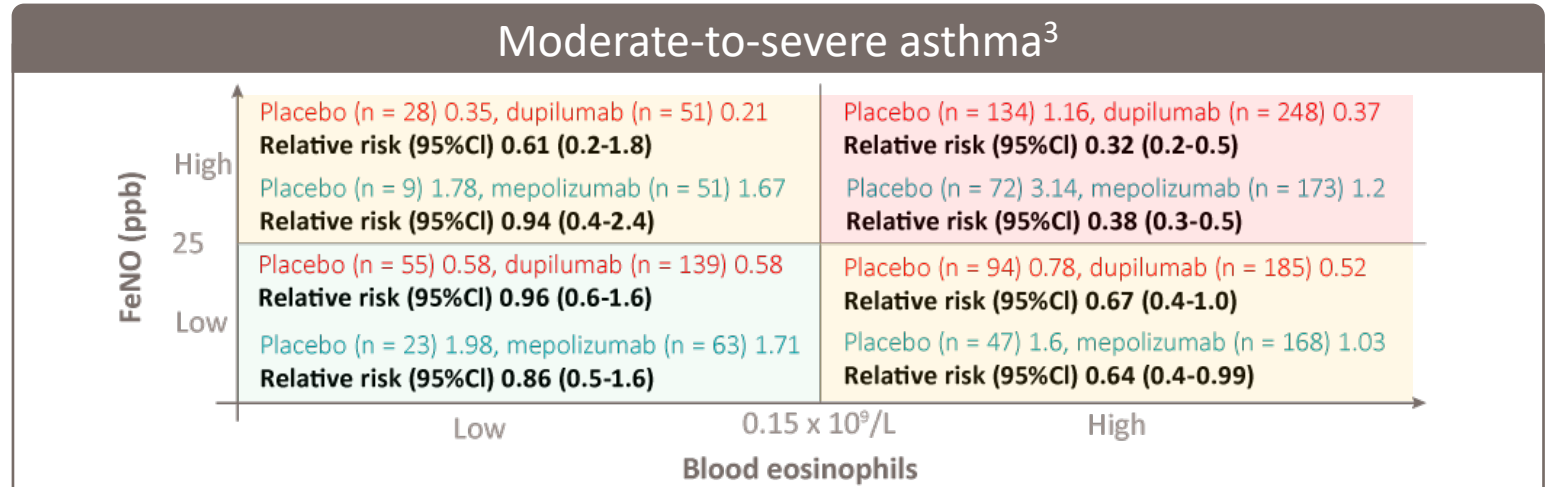 Moderate-to-severe asthma³
Placebo (n = 28) 0.35, dupilumab (n = 51) 0.21
Relative risk (95%Cl) 0.61 (0.2-1.8)
Placebo (n = 9) 1.78, mepolizumab (n = 51) 1.67
Relative risk (95%Cl) 0.94 (0.4-2.4)
Placebo (n = 134) 1.16, dupilumab (n = 248) 0.37
Relative risk (95%Cl) 0.32 (0.2-0.5)
Placebo (n = 72) 3.14, mepolizumab (n = 173) 1.2
Relative risk (95%Cl) 0.38 (0.3-0.5)
High
25
Low
FeNO (ppb)
Placebo (n = 55) 0.58, dupilumab (n = 139) 0.58
Relative risk (95%Cl) 0.96 (0.6-1.6)
Placebo (n = 23) 1.98, mepolizumab (n = 63) 1.71
Relative risk (95%Cl) 0.86 (0.5-1.6)
Placebo (n = 94) 0.78, dupilumab (n = 185) 0.52
Relative risk (95%Cl) 0.67 (0.4-1.0)
Placebo (n = 47) 1.6, mepolizumab (n = 168) 1.03
Relative risk (95%Cl) 0.64 (0.4-0.99)
Low
0.15 x 10⁹/L
High
Blood eosinophils